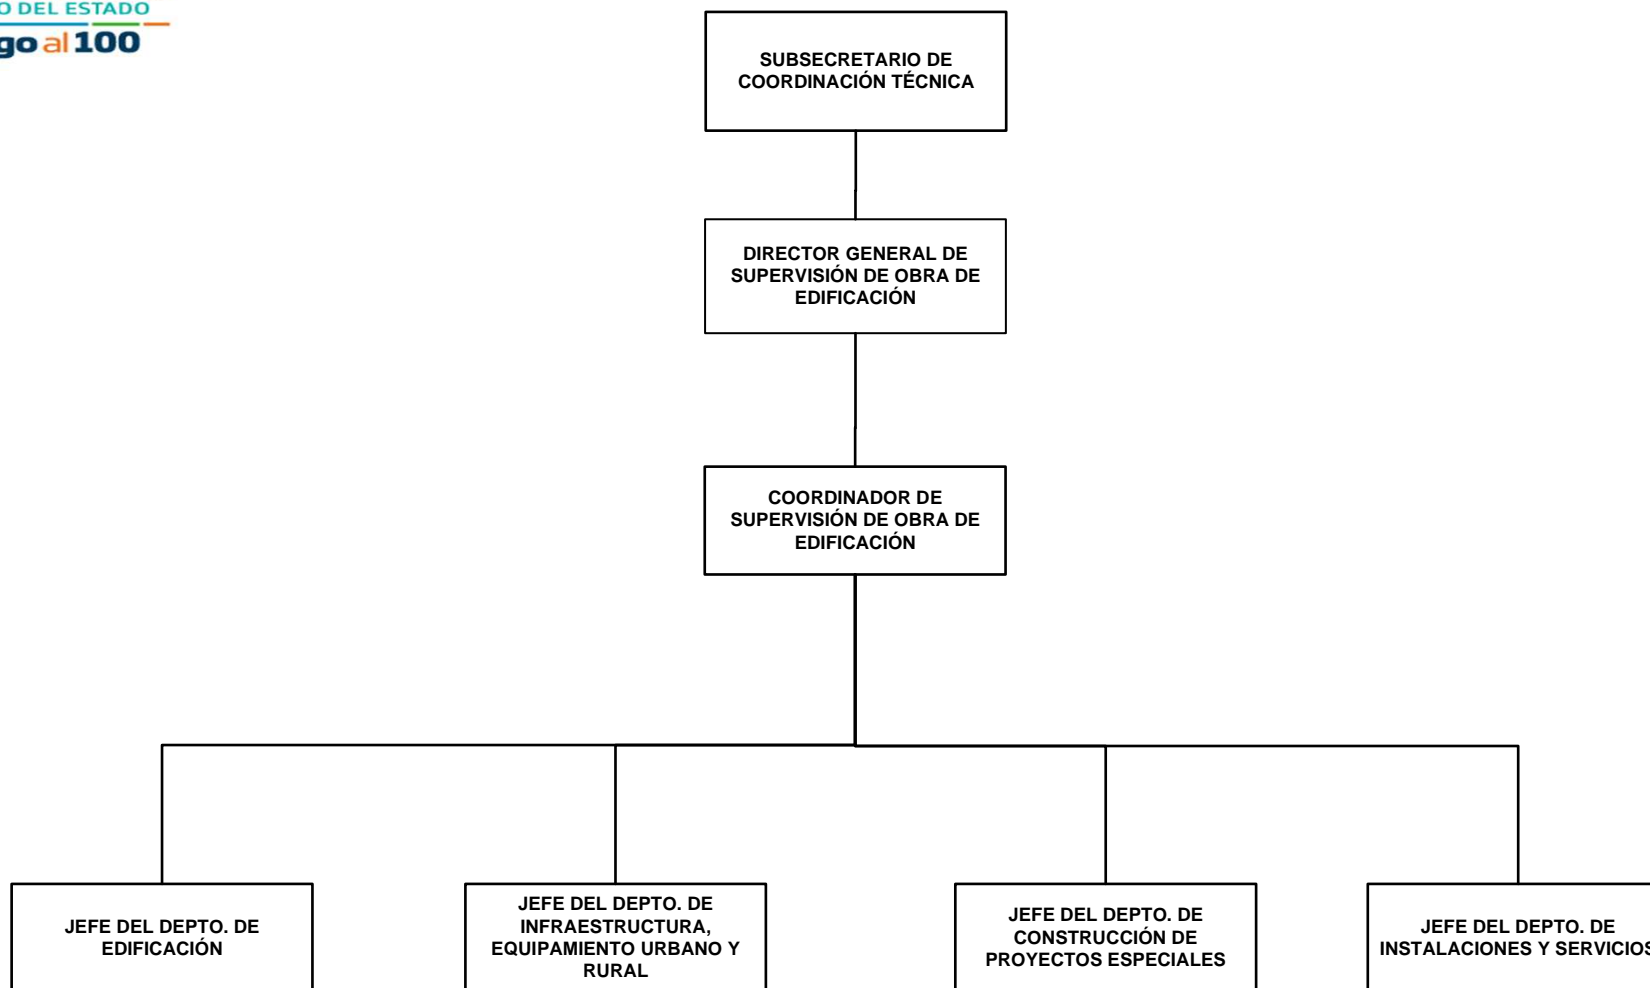 O DEL ESTADO
go al 100
SUBSECRETARIO DE
COORDINACIÓN TÉCNICA
DIRECTOR GENERAL DE
SUPERVISIÓN DE OBRA DE
EDIFICACIÓN
COORDINADOR DE
SUPERVISIÓN DE OBRA DE
EDIFICACIÓN
JEFE DEL DEPTO. DE
EDIFICACIÓN
JEFE DEL DEPTO. DE
INFRAESTRUCTURA,
EQUIPAMIENTO URBANO Y
RURAL
JEFE DEL DEPTO. DE
CONSTRUCCIÓN DE
PROYECTOS ESPECIALES
JEFE DEL DEPTO. DE
INSTALACIONES Y SERVICIOS